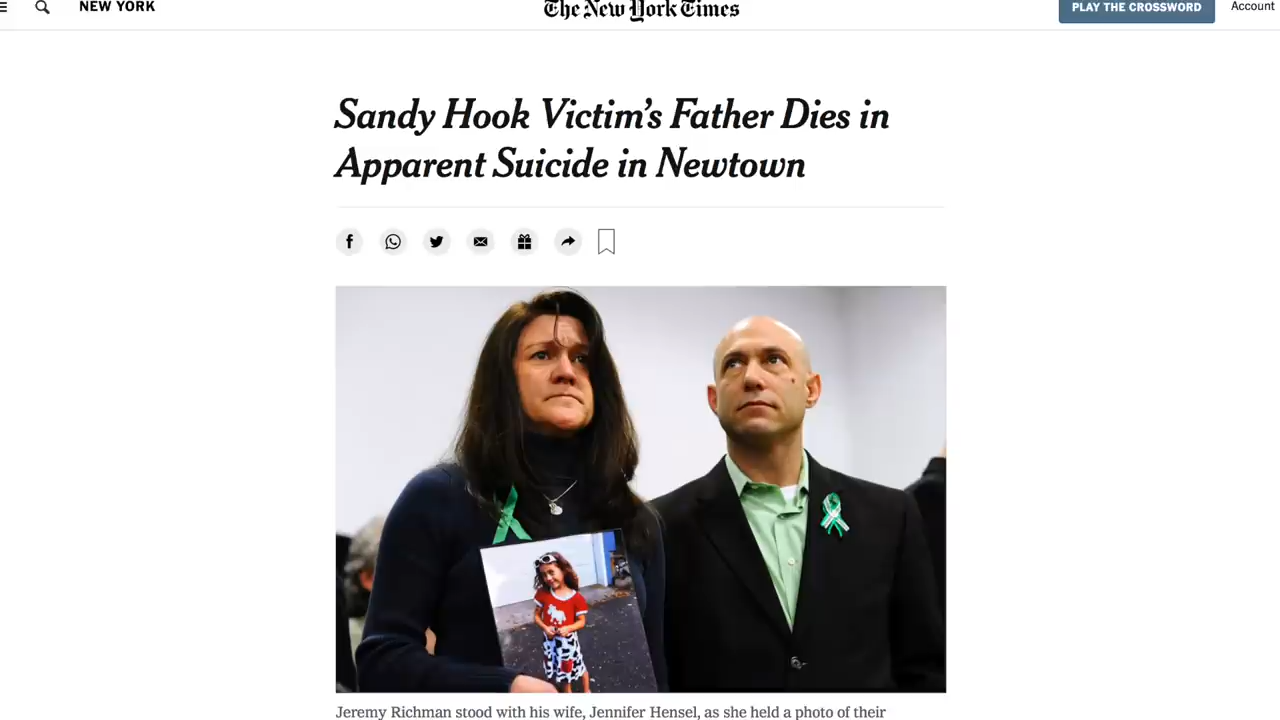 NEW YORK
The New York Times
PLAY THE CROSSWORD
Account
Sandy Hook Victim's Father Dies in
Apparent Suicide in Newtown
Jeremy Richman stood with his wife, Jennifer Hensel, as she held a photo of their